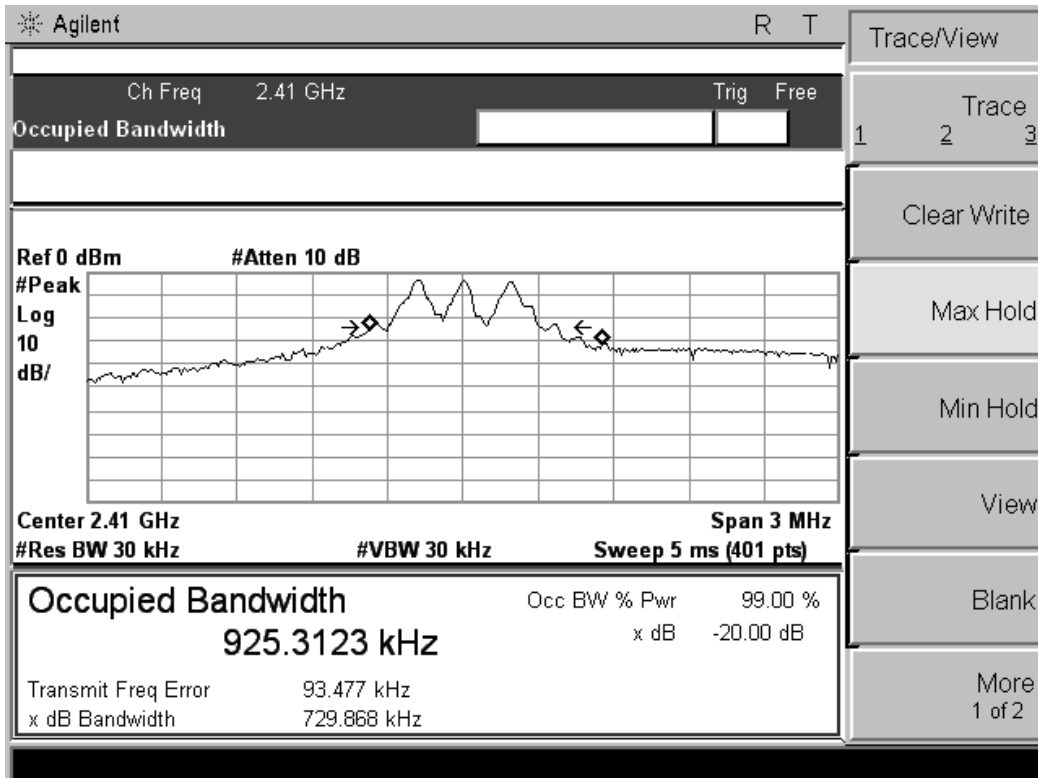 Agilent R T
Trace/View
Ch Freq 2.41 GHz Trig Free
Occupied Bandwidth
Trace
1 2 3
Clear Write
Ref 0 dBm #Atten 10 dB
#Peak
Log
10
dB/
Max Hold
Min Hold
View
Center 2.41 GHz Span 3 MHz
#Res BW 30 kHz #VBW 30 kHz Sweep 5 ms (401 pts)
Occupied Bandwidth
925.3123 kHz
Occ BW % Pwr 99.00 %
x dB -20.00 dB
Blank
Transmit Freq Error 93.477 kHz
x dB Bandwidth 729.868 kHz
More
1 of 2